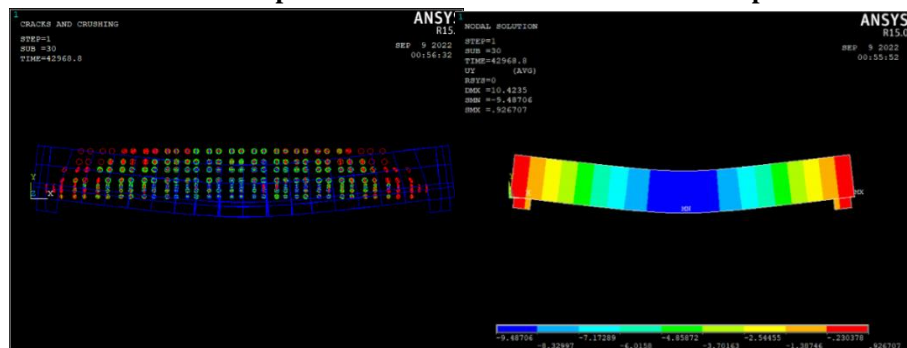 1
CRACKS AND CRUSHING
STEP=1
SUB =30
TIME=42968.8
ANSYS
R15.
SEP 9 2022
00:56:32
Y
X
1
NODAL SOLUTION
STEP=1
SUB =30
TIME=42968.8
UY (AVG)
RSYS=0
DMX =10.4235
SMN =-9.48706
SMX =.926707
ANSYS
R15.0
SEP 9 2022
00:55:52
Y
MX
MN
-9.48706 -7.17289 -4.85872 -2.54455 -.230378
-8.32997 -6.0158 -3.70163 -1.38746 .926707